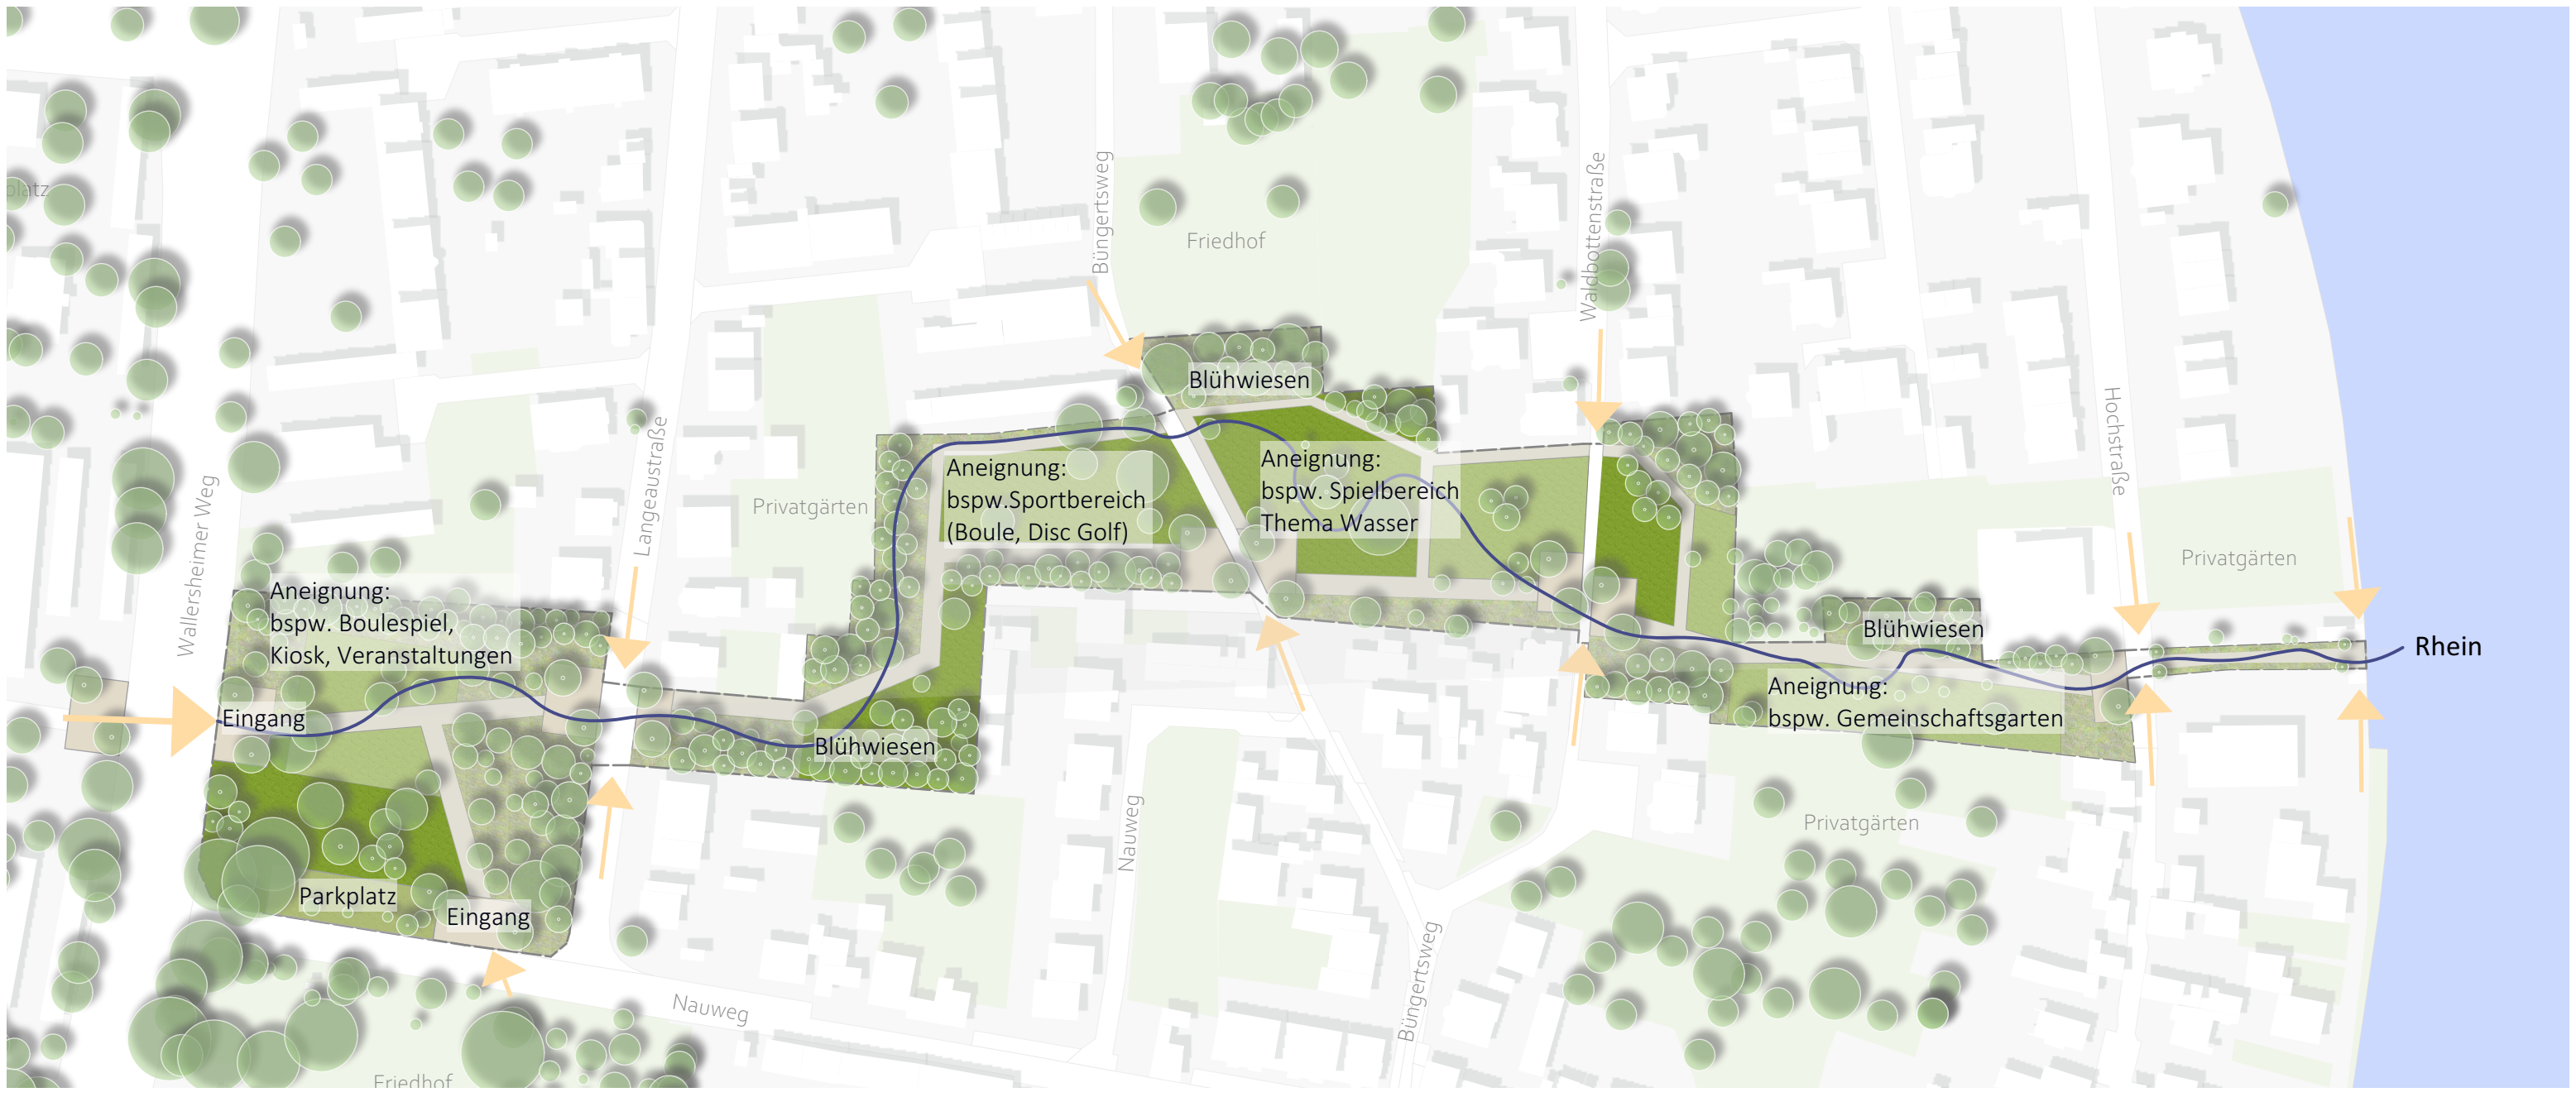 platz
Büngertsweg
Waldbottenstraße
Friedhof
Blühwiesen
Hochstraße
Langeaustraße
Wallersheimer Weg
Privatgärten
Aneignung:
bspw.Sportbereich
(Boule, Disc Golf)
Aneignung:
bspw. Spielbereich
Thema Wasser
Privatgärten
Aneignung:
bspw. Boulespiel,
Kiosk, Veranstaltungen
Blühwiesen
Rhein
Eingang
Blühwiesen
Aneignung:
bspw. Gemeinschaftsgarten
Nauweg
Privatgärten
Parkplatz
Eingang
Büngertsweg
Nauweg
Friedhof